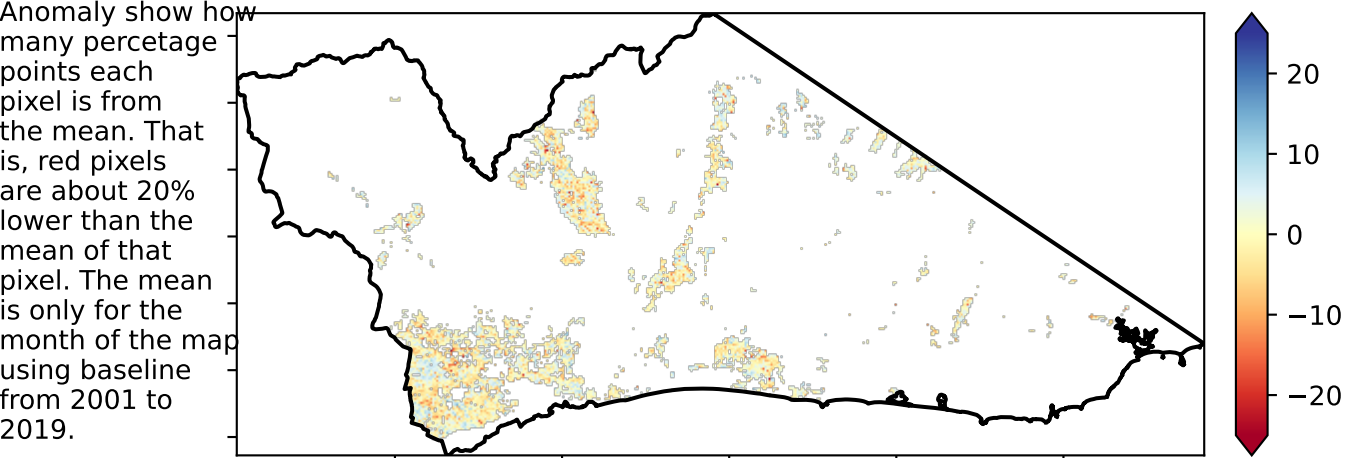 Anomaly show how
many percetage
points each
pixel is from
the mean. That
is, red pixels
are about 20%
lower than the
mean of that
pixel. The mean
is only for the
month of the map
using baseline
from 2001 to
2019.
20
10
0
−10
−20